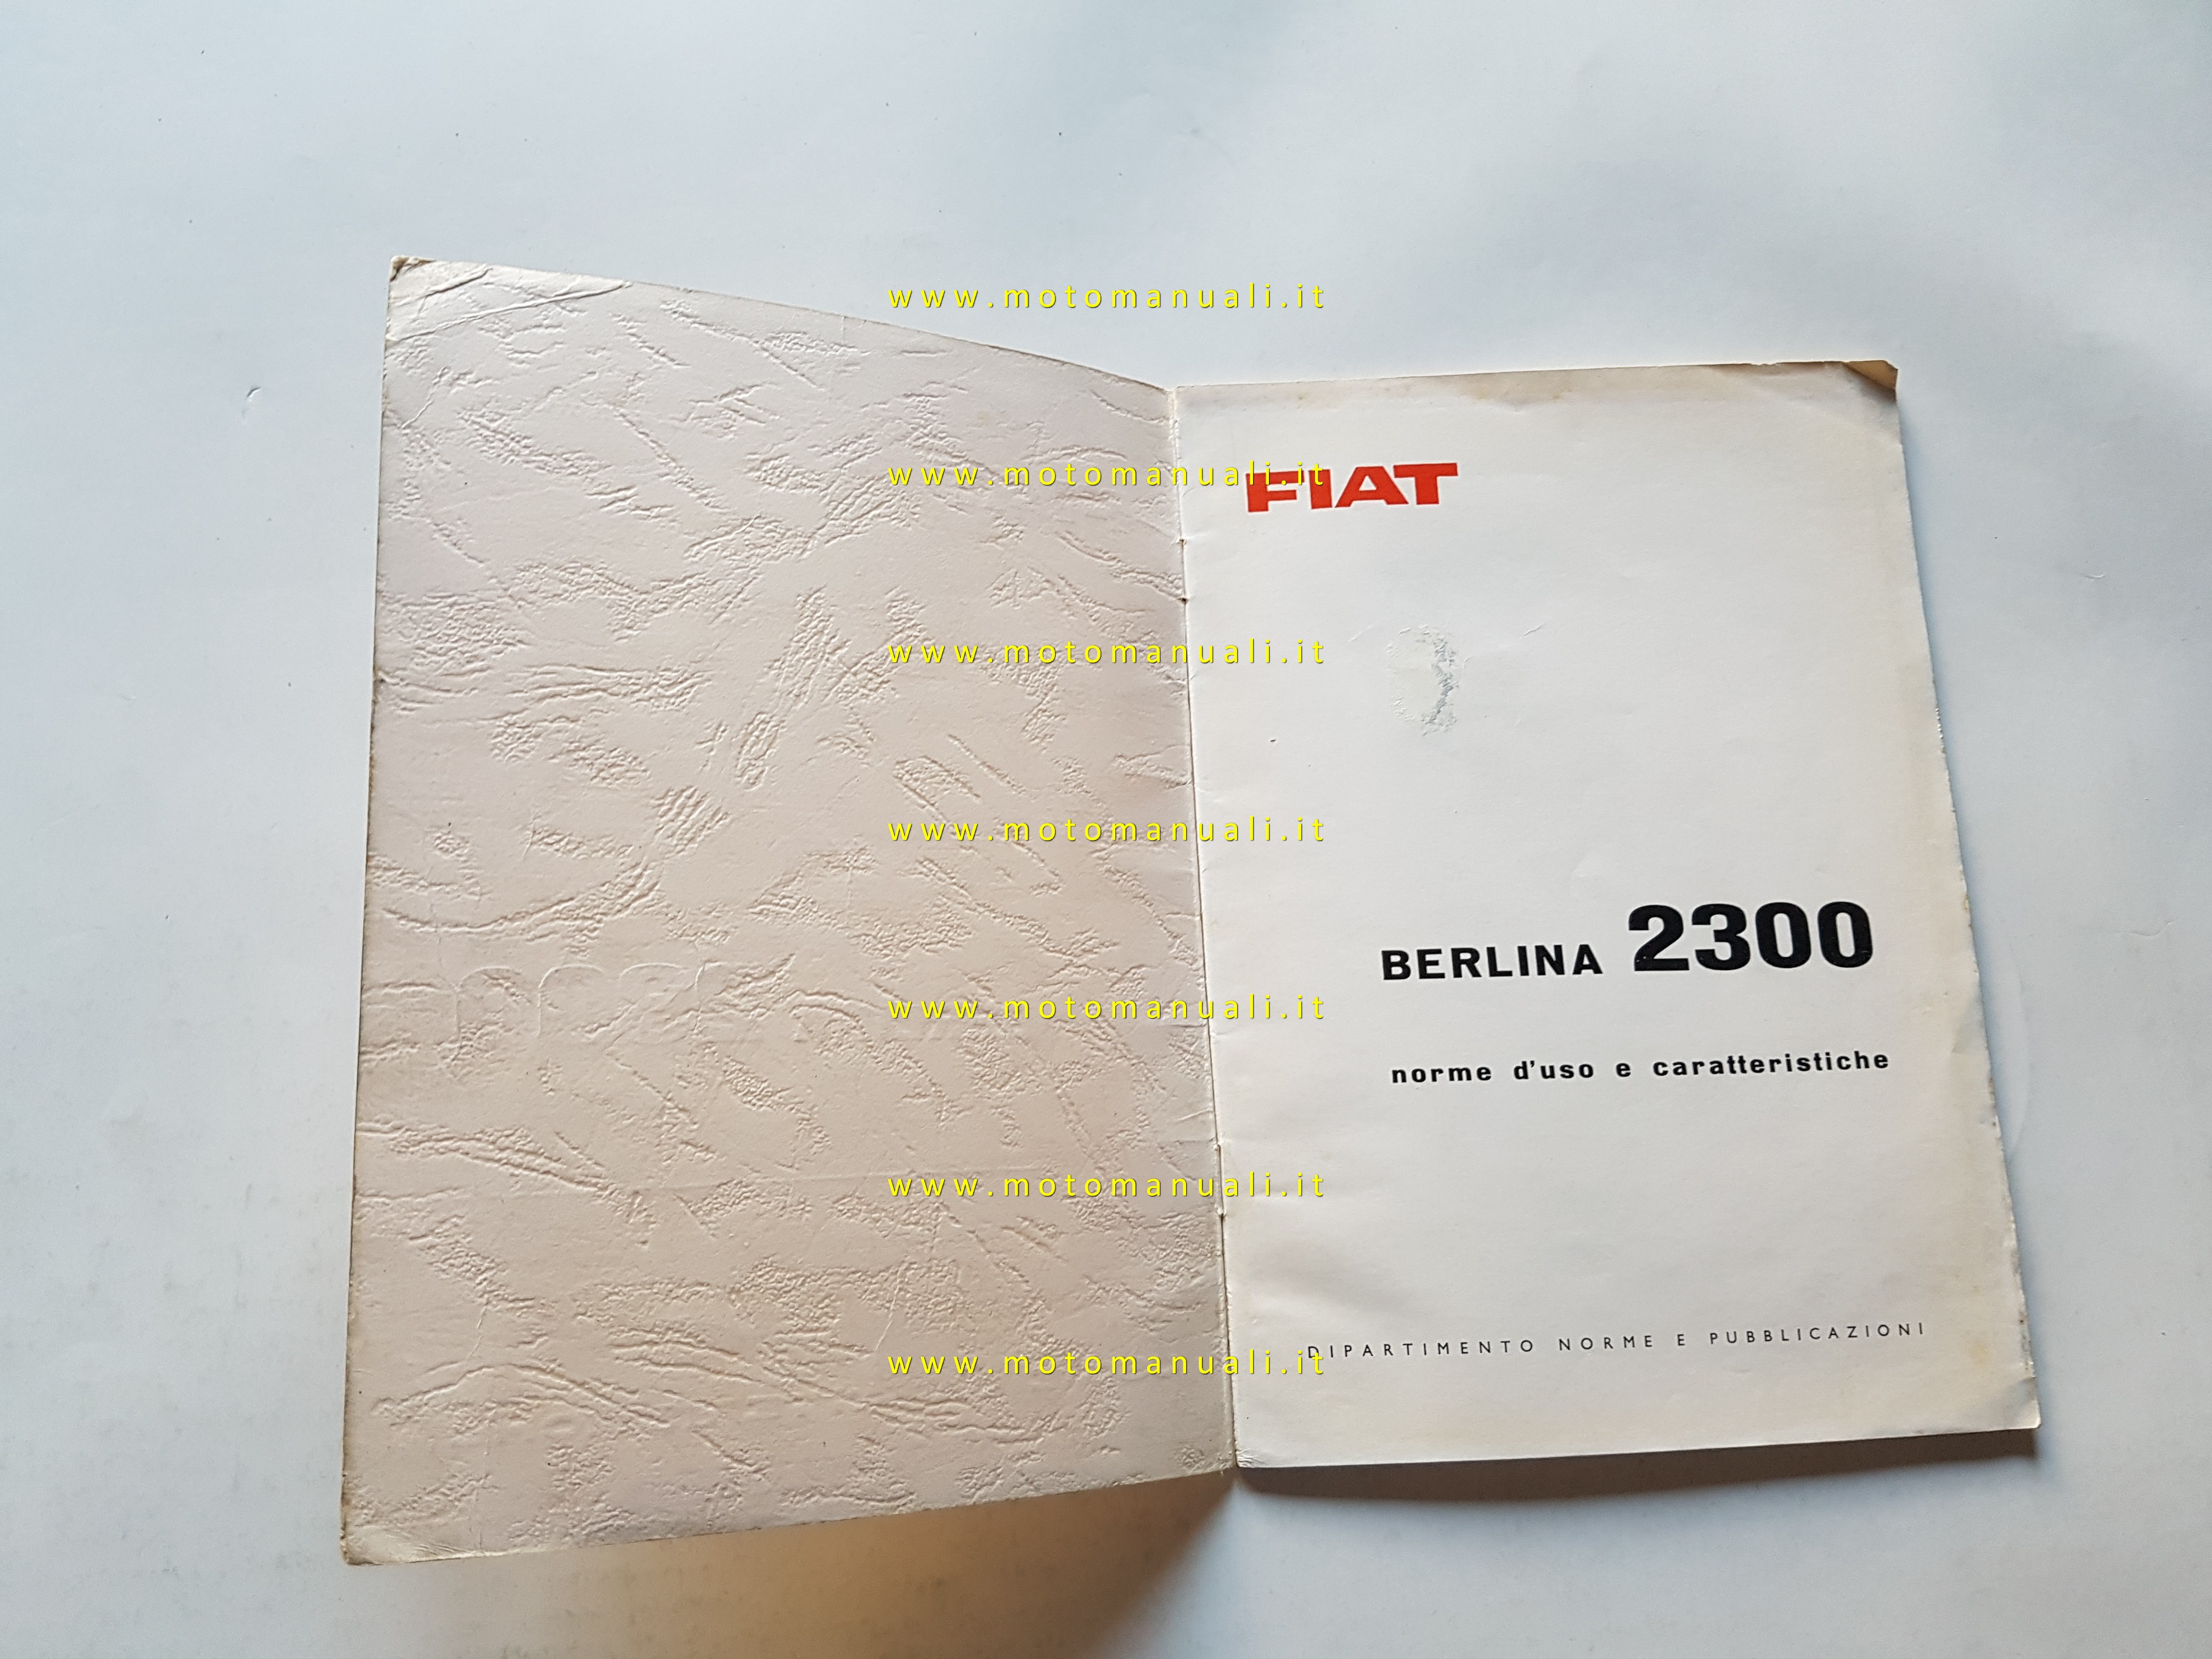 www.motomanuali.it
www.motomanuali.it
FIAT
www.motomanuali.it
www.motomanuali.it
BERLINA 2300
www.motomanuali.it
norme d'uso e caratteristiche
www.motomanuali.it
DIPARTIMENTO NORME E PUBBLICAZIONI
www.motomanuali.it